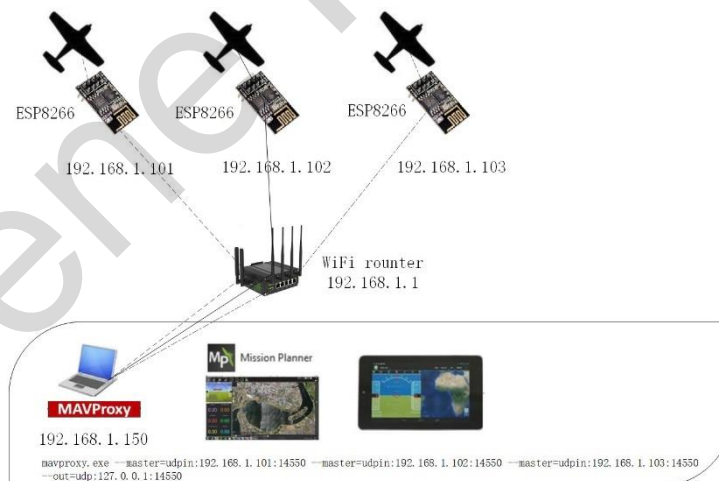 ESP8266
ESP8266
ESP8266
192.168.1.101
192.168.1.102
192.168.1.103
WiFi rounter
192.168.1.1
Mp Mission Planner
MAVProxy
192.168.1.150
mavproxy.exe --master=udpin:192.168.1.101:14550 --master=udpin:192.168.1.102:14550 --master=udpin:192.168.1.103:14550
--out=udp:127.0.0.1:14550